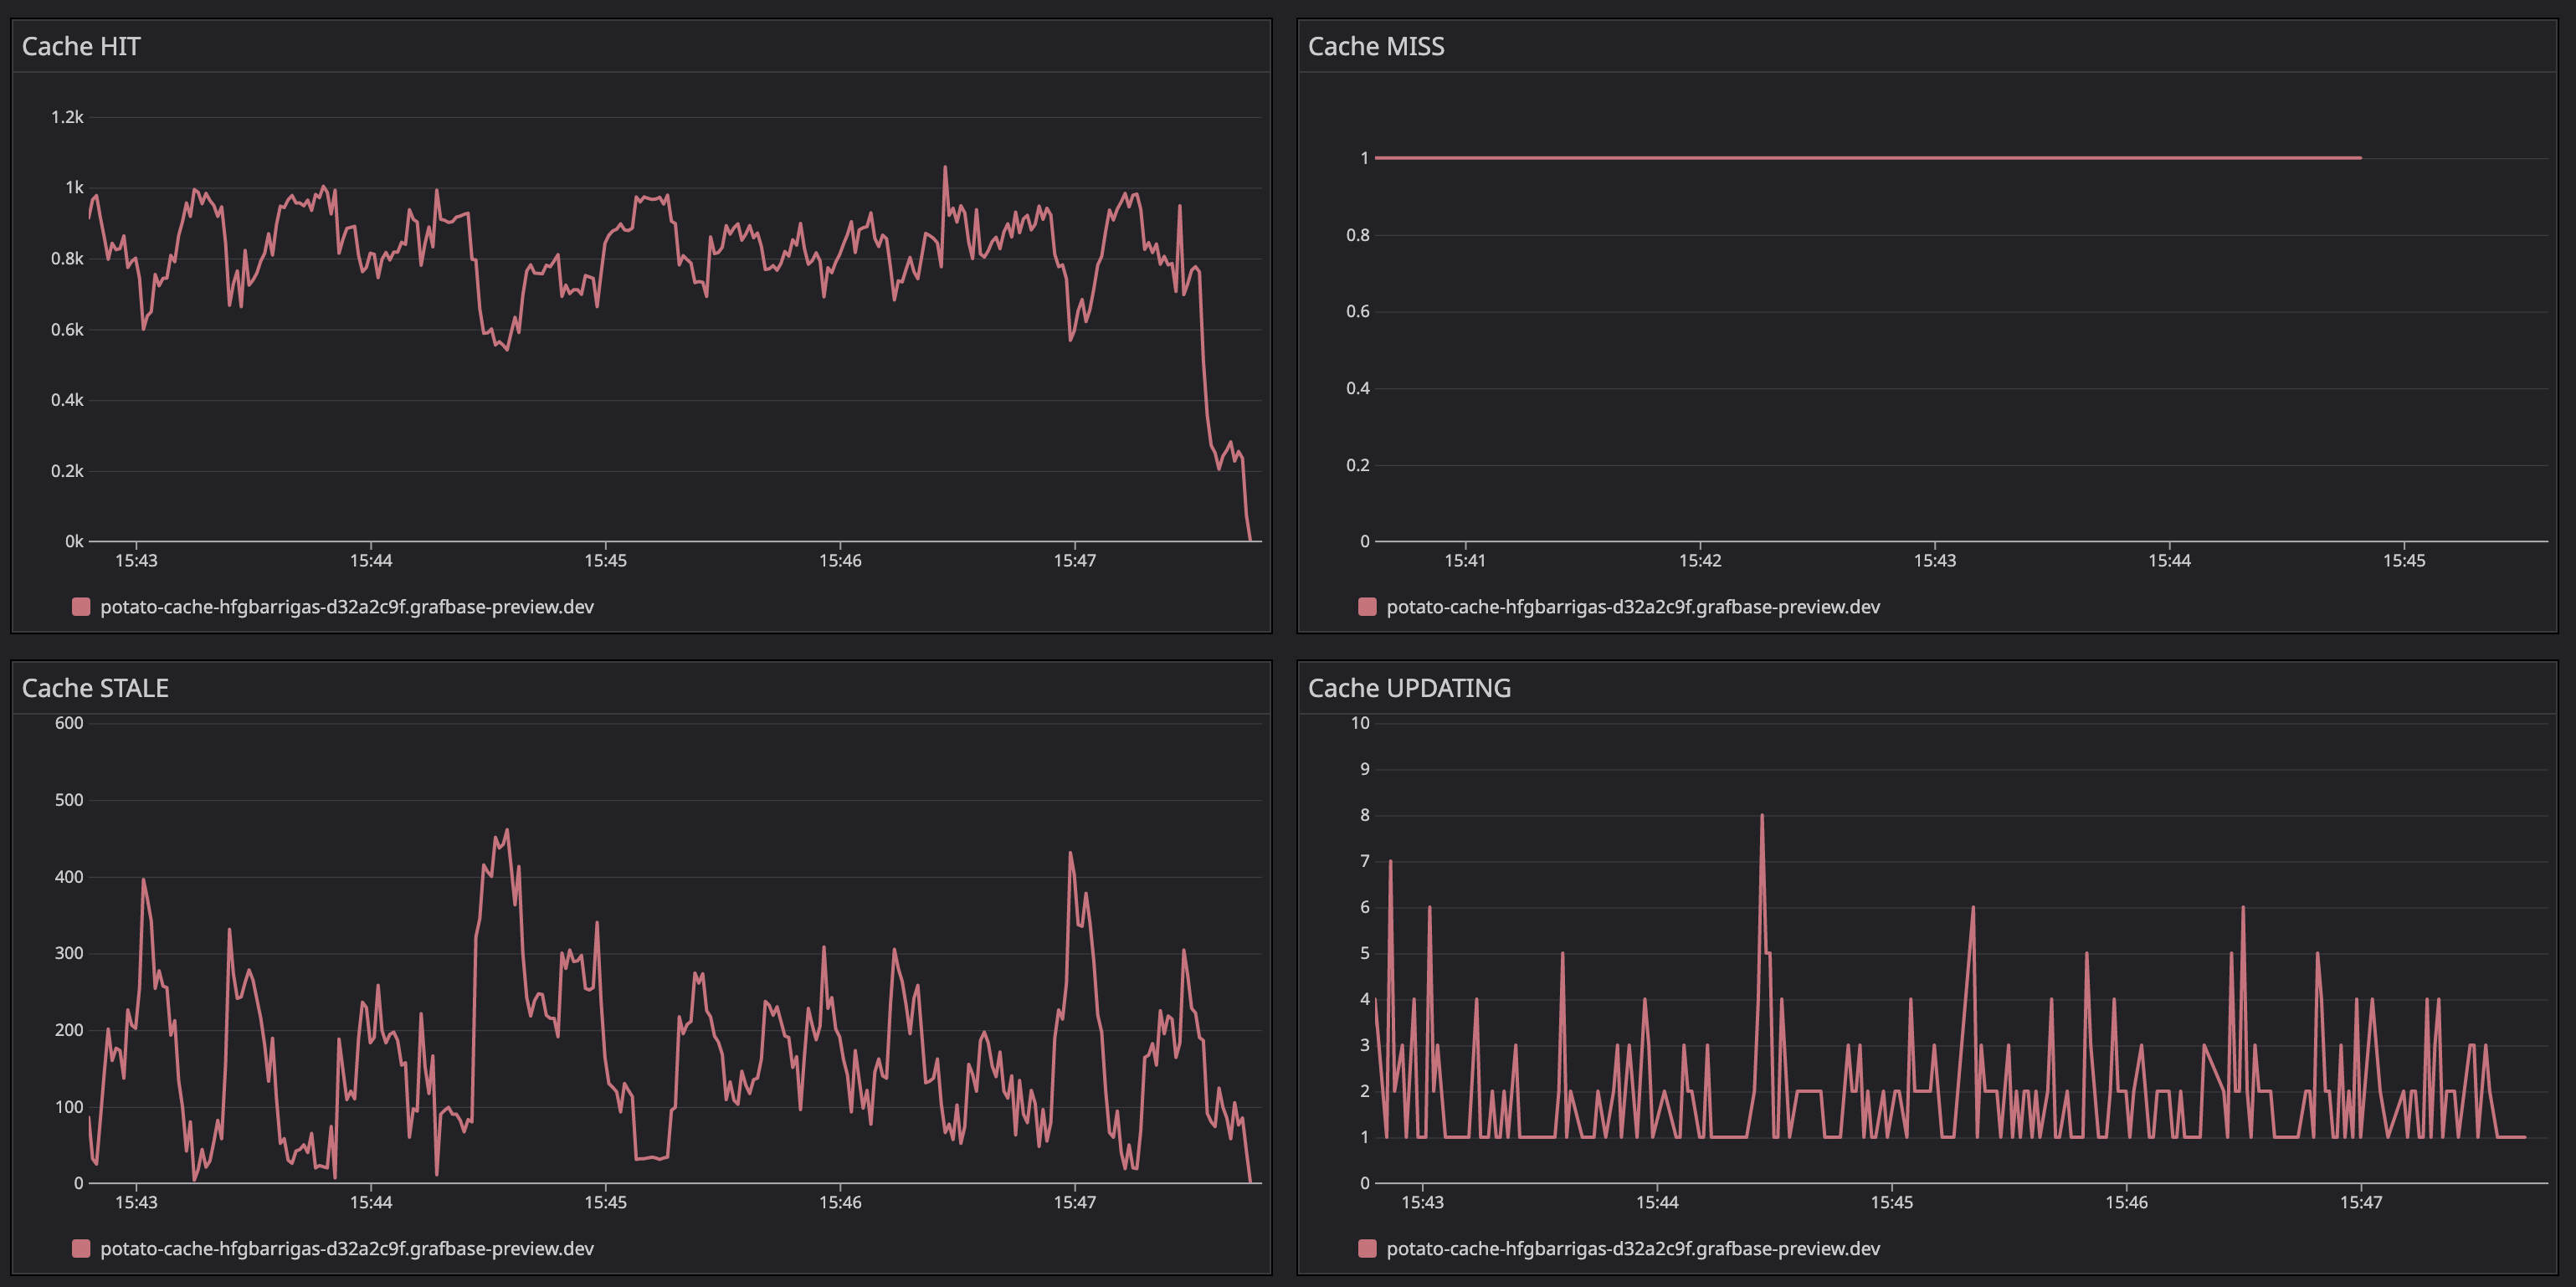 Cache HIT
1.2k
1k
0.8k
0.6k
0.4k
0.2k
0k
15:43 15:44 15:45 15:46 15:47
potato-cache-hfgbarrigas-d32a2c9f.grafbase-preview.dev
Cache MISS
1
0.8
0.6
0.4
0.2
0
15:41 15:42 15:43 15:44 15:45
potato-cache-hfgbarrigas-d32a2c9f.grafbase-preview.dev
Cache STALE
600
500
400
300
200
100
0
15:43 15:44 15:45 15:46 15:47
potato-cache-hfgbarrigas-d32a2c9f.grafbase-preview.dev
Cache UPDATING
10
9
8
7
6
5
4
3
2
1
0
15:43 15:44 15:45 15:46 15:47
potato-cache-hfgbarrigas-d32a2c9f.grafbase-preview.dev